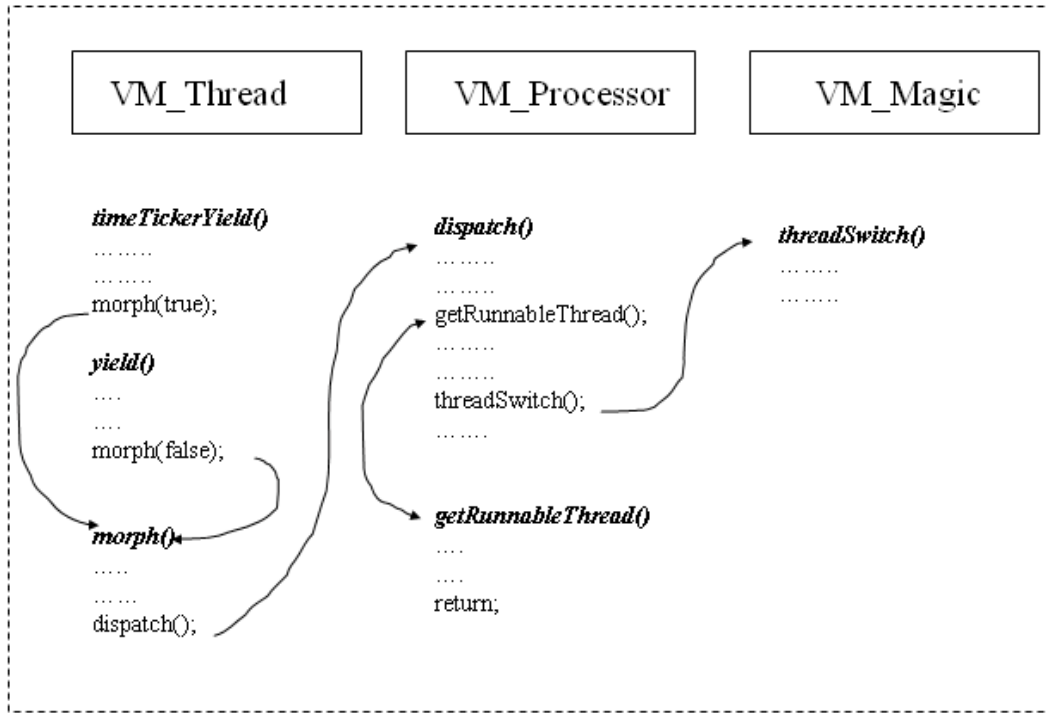 VM_Thread
VM_Processor
VM_Magic
timeTickerYield()
……..
……..
morph(true);
yield()
….
….
morph(false);
morph()
…..
……
dispatch();
dispatch()
……..
……..
getRunnableThread();
……..
……..
threadSwitch();
…….
getRunnableThread()
….
….
return;
threadSwitch()
……..
……..